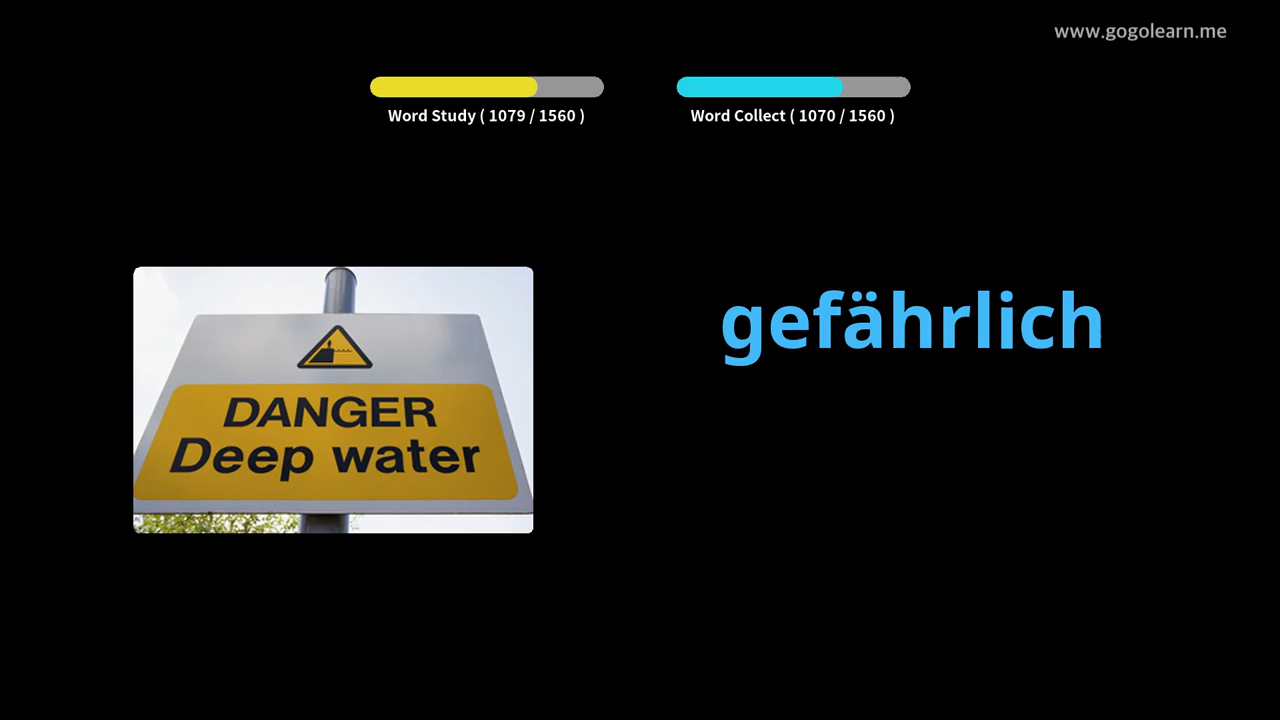 www.gogolearn.me
Word Study ( 1079 / 1560 )
Word Collect ( 1070 / 1560 )
gefährlich
DANGER
Deep water